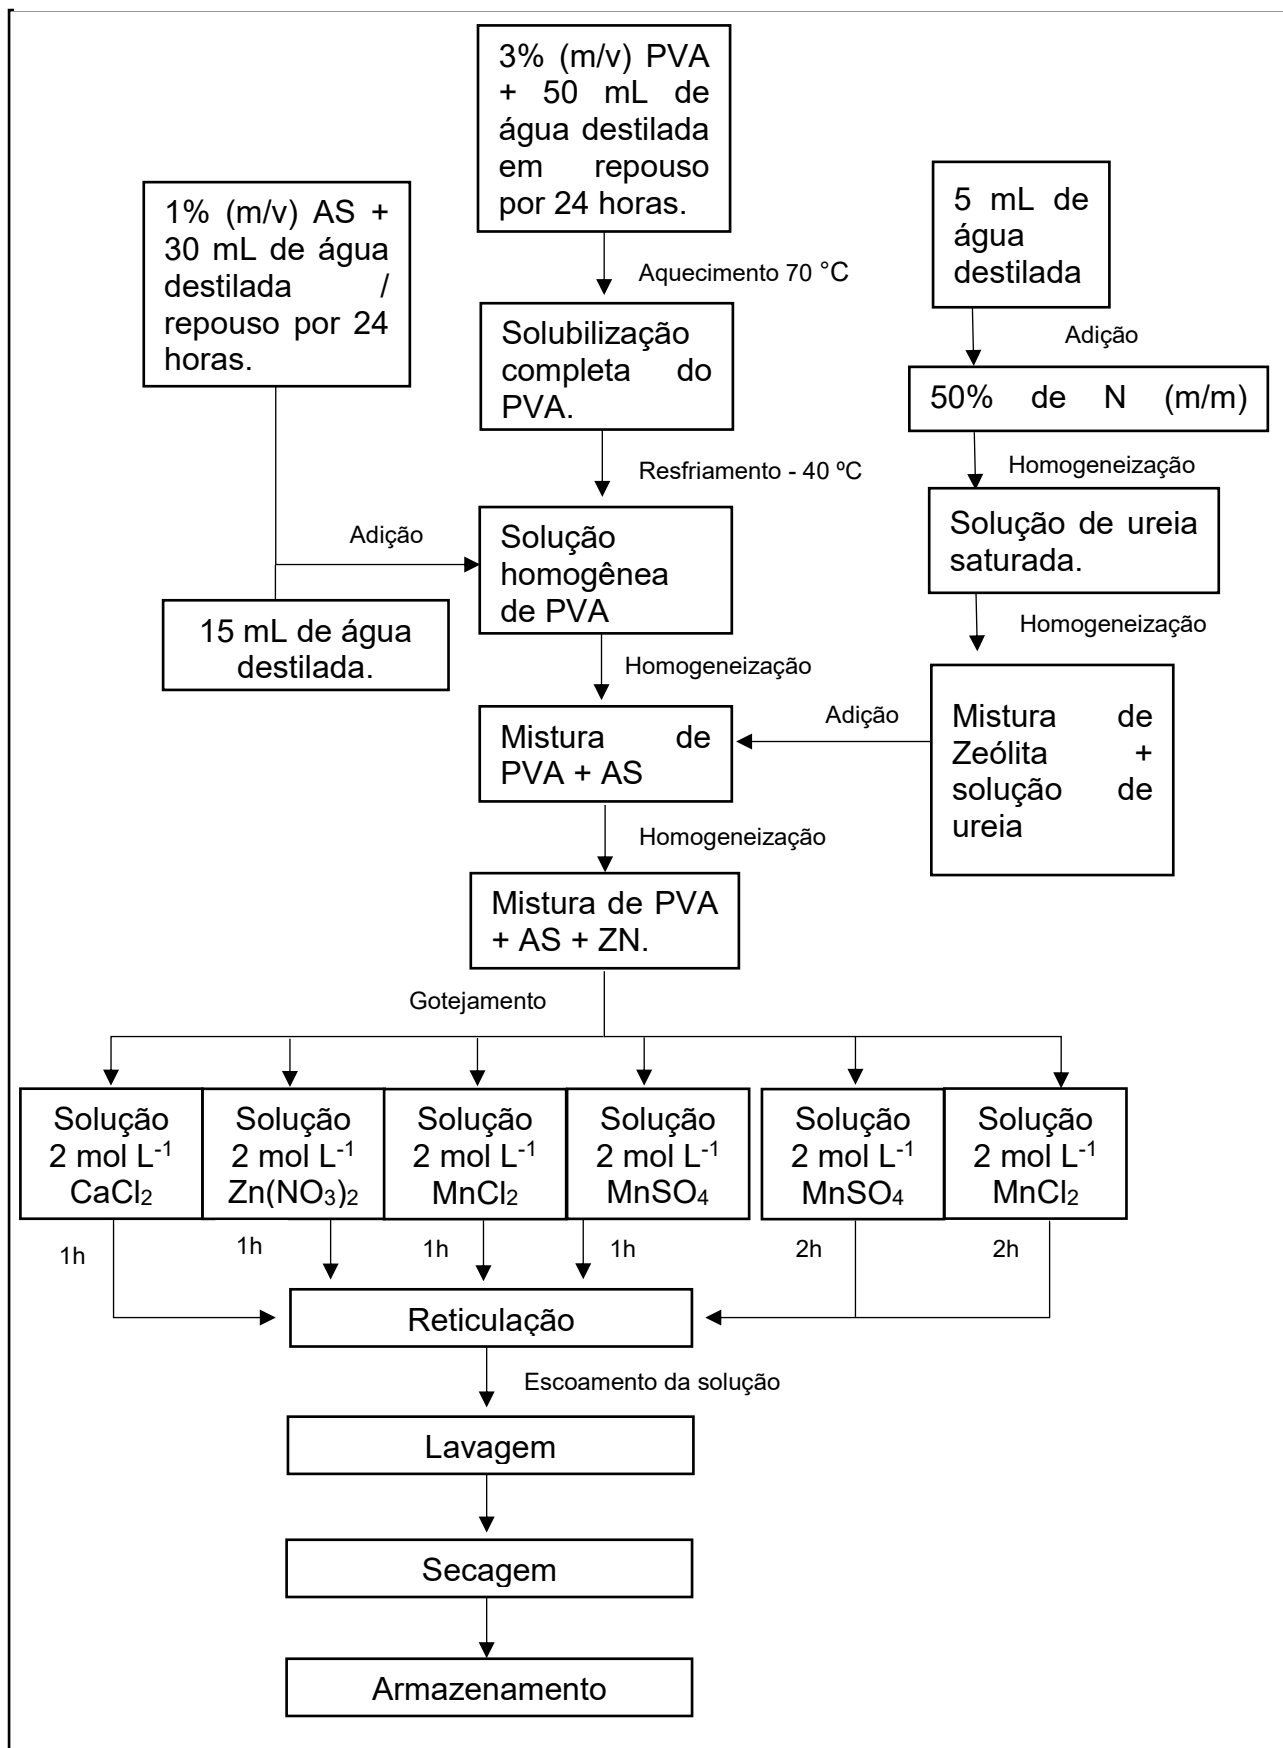 3% (m/v) PVA
+ 50 mL de
água destilada
em repouso
por 24 horas.
1% (m/v) AS +
30 mL de água
destilada /
repouso por 24
horas.
5 mL de
água
destilada
Aquecimento 70 °C
Adição
Solubilização
completa do
PVA.
50% de N (m/m)
Resfriamento - 40 ºC
Homogeneização
Solução de ureia
saturada.
Adição
Solução
homogênea
de PVA
15 mL de água
destilada.
Homogeneização
Homogeneização
Mistura de
Zeólita +
solução de
ureia
Adição
Mistura de
PVA + AS
Homogeneização
Mistura de PVA
+ AS + ZN.
Gotejamento
Solução
2 mol L⁻¹
CaCl₂
Solução
2 mol L⁻¹
Zn(NO₃)₂
Solução
2 mol L⁻¹
MnCl₂
Solução
2 mol L⁻¹
MnSO₄
Solução
2 mol L⁻¹
MnSO₄
Solução
2 mol L⁻¹
MnCl₂
1h
1h
1h
1h
2h
2h
Reticulação
Escoamento da solução
Lavagem
Secagem
Armazenamento